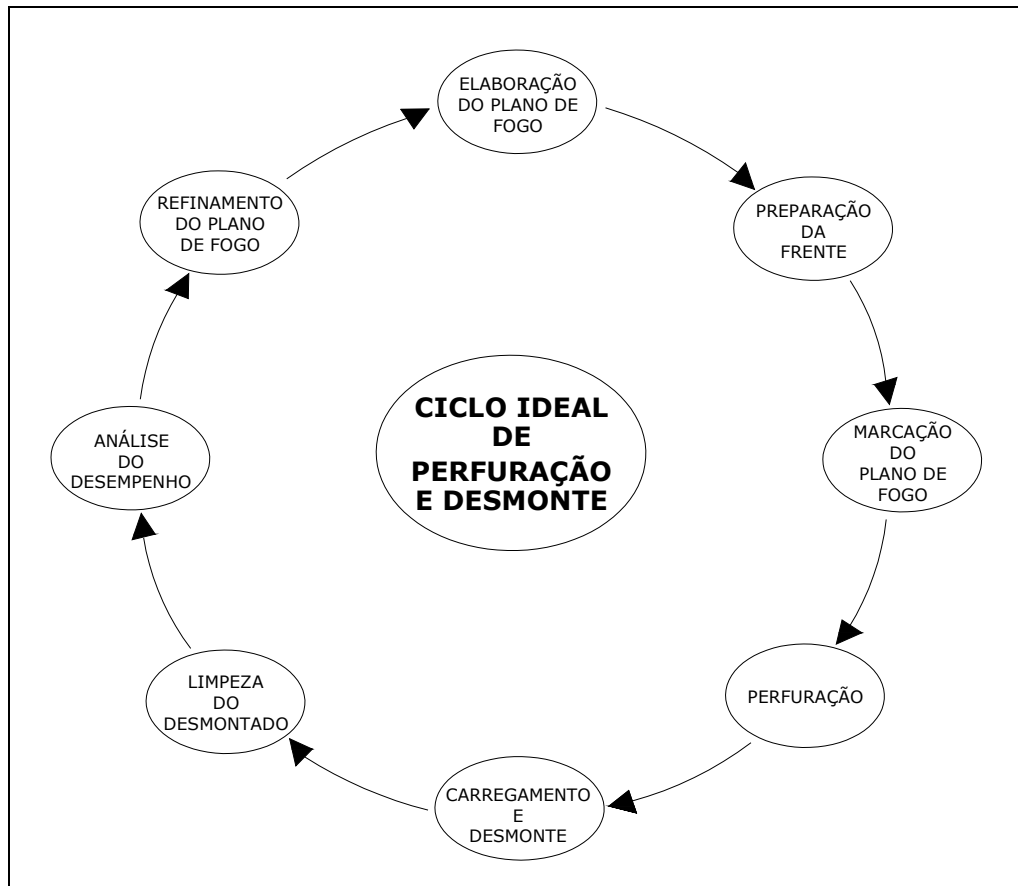 ELABORAÇÃO
DO PLANO DE
FOGO
PREPARAÇÃO
DA
FRENTE
MARCAÇÃO
DO
PLANO DE
FOGO
PERFURAÇÃO
CARREGAMENTO
E
DESMONTE
LIMPEZA
DO
DESMONTADO
ANÁLISE
DO
DESEMPENHO
REFINAMENTO
DO PLANO
DE FOGO
CICLO IDEAL
DE
PERFURAÇÃO
E DESMONTE